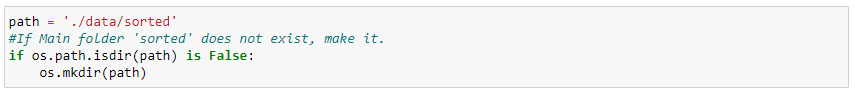 path = './data/sorted'
#If Main folder 'sorted' does not exist, make it.
if os.path.isdir(path) is False:
    os.mkdir(path)